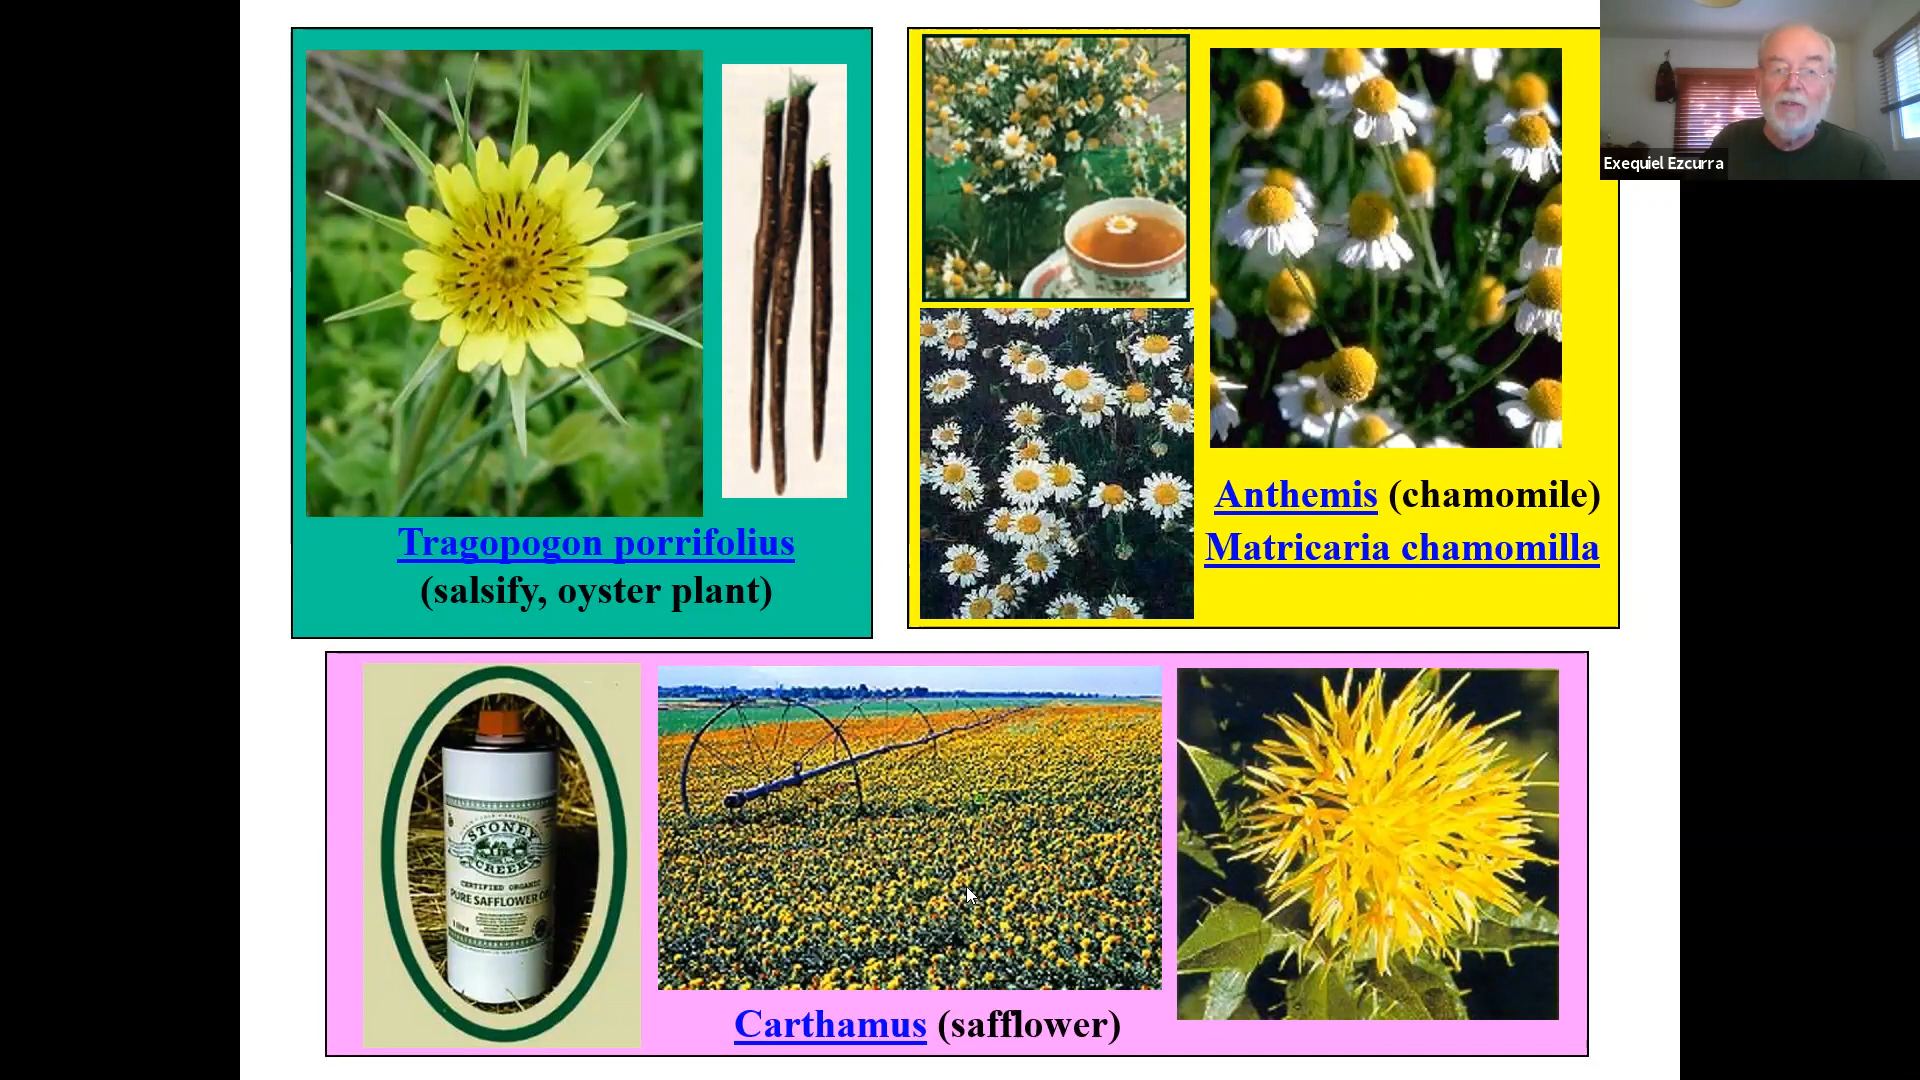 Exequiel Ezcurra
Tragopogon porrifolius
(salsify, oyster plant)
Anthemis (chamomile)
Matricaria chamomilla
STONEY
CREEK
CERTIFIED ORGANIC
PURE SAFFLOWER
Carthamus (safflower)